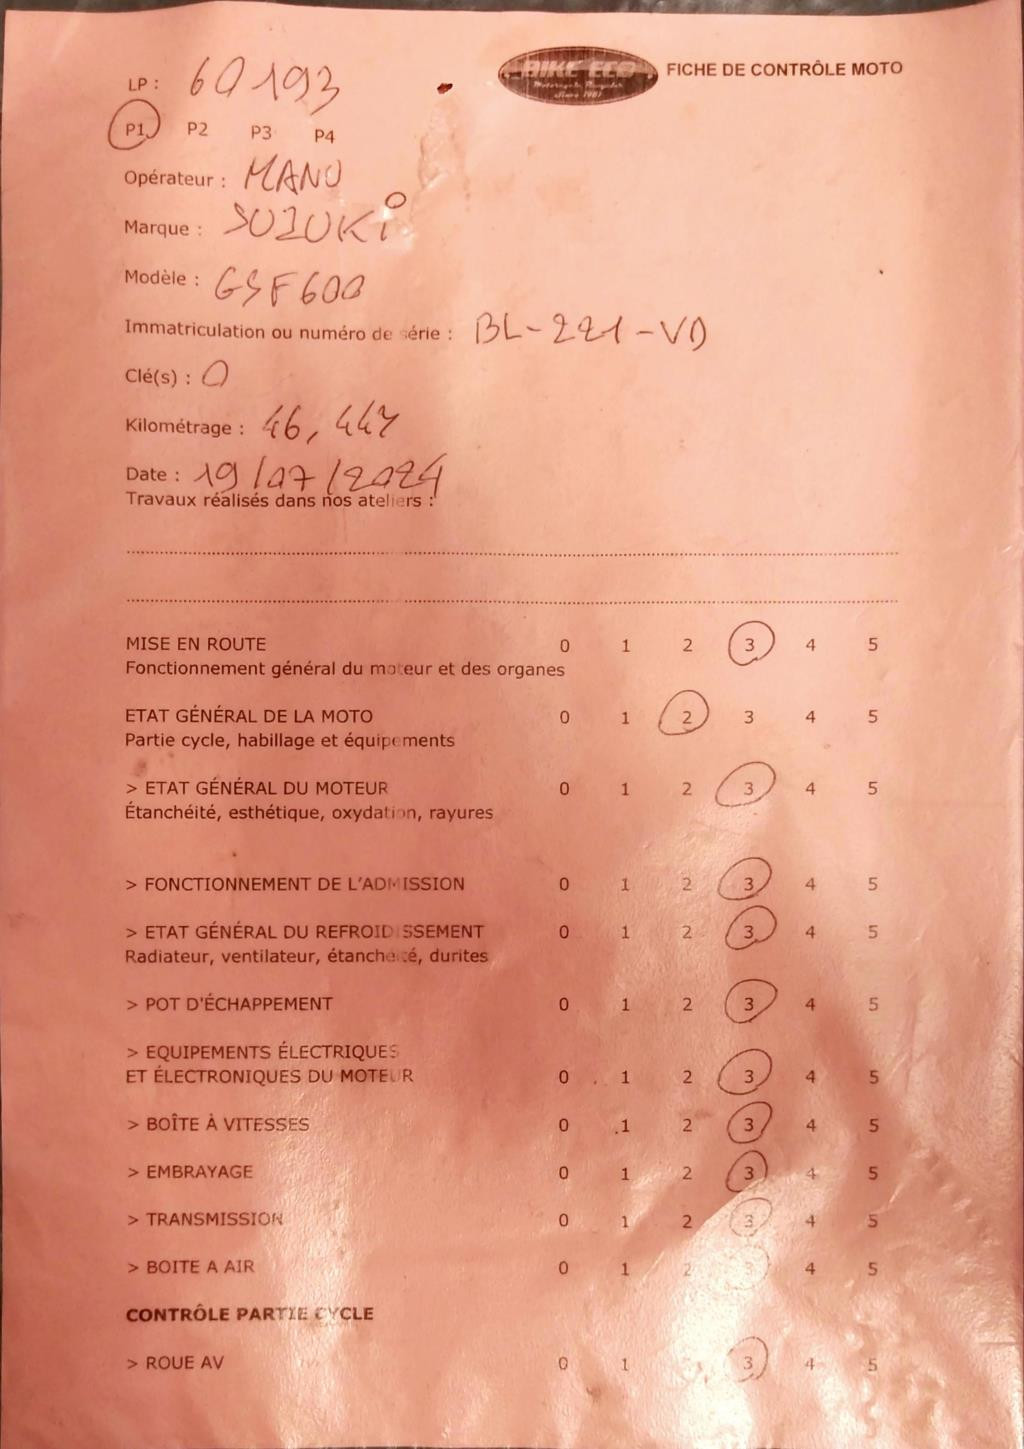 BIKE ECO
Motorcycle Recycler
Since 1981
FICHE DE CONTRÔLE MOTO
LP : 60193
P1 P2 P3 P4
Opérateur : MANU
Marque : SUZUKi
Modèle : GSF600
Immatriculation ou numéro de série : BL-221-VD
Clé(s) : 0
Kilométrage : 46,447
Date : 19/07/2024
Travaux réalisés dans nos ateliers :
MISE EN ROUTE 0 1 2 3 4 5
Fonctionnement général du moteur et des organes
ETAT GÉNÉRAL DE LA MOTO 0 1 2 3 4 5
Partie cycle, habillage et équipements
> ETAT GÉNÉRAL DU MOTEUR 0 1 2 3 4 5
Étanchéité, esthétique, oxydation, rayures
> FONCTIONNEMENT DE L'ADMISSION 0 1 2 3 4 5
> ETAT GÉNÉRAL DU REFROIDISSEMENT 0 1 2 3 4 5
Radiateur, ventilateur, étanchéité, durites
> POT D'ÉCHAPPEMENT 0 1 2 3 4 5
> EQUIPEMENTS ÉLECTRIQUES
ET ÉLECTRONIQUES DU MOTEUR 0 1 2 3 4 5
> BOÎTE À VITESSES 0 1 2 3 4 5
> EMBRAYAGE 0 1 2 3 4 5
> TRANSMISSION 0 1 2 3 4 5
> BOITE A AIR 0 1 2 3 4 5
CONTRÔLE PARTIE CYCLE
> ROUE AV 0 1 3 4 5